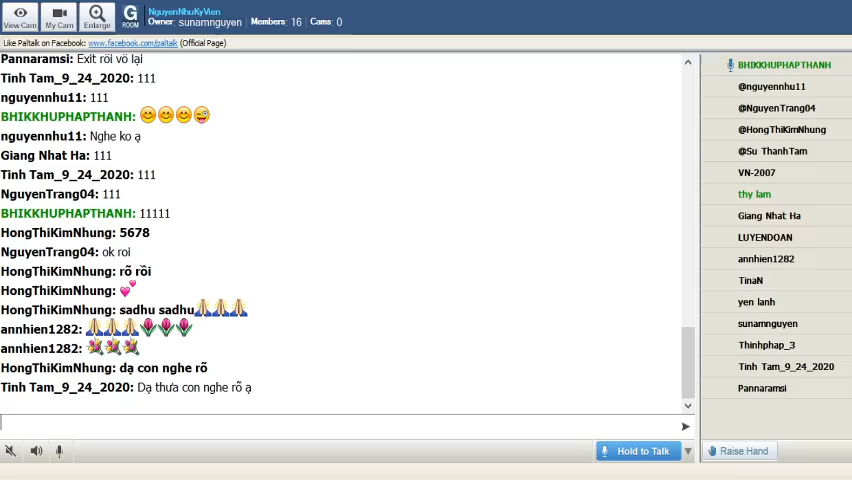 View Cam
My Cam
Enlarge
G
ROOM
NguyenNhuKyVien
Owner: sunamnguyen Members: 16 Cams: 0
Like Paltalk on Facebook: www.facebook.com/paltalk (Official Page)
Pannaramsi: Exit rồi vô lại
Tinh Tam_9_24_2020: 111
nguyennhu11: 111
BHIKKHUPHAPTHANH: 😊😊😊😜
nguyennhu11: Nghe ko ạ
Giang Nhat Ha: 111
Tinh Tam_9_24_2020: 111
NguyenTrang04: 111
BHIKKHUPHAPTHANH: 11111
HongThiKimNhung: 5678
NguyenTrang04: ok roi
HongThiKimNhung: rõ rồi
HongThiKimNhung: 💕
HongThiKimNhung: sadhu sadhu🙏🙏🙏
annhien1282: 🙏🙏🙏🌷🌷🌷
annhien1282: 💐💐💐
HongThiKimNhung: dạ con nghe rõ
Tinh Tam_9_24_2020: Dạ thưa con nghe rõ ạ
Hold to Talk
BHIKKHUPHAPTHANH
@nguyennhu11
@NguyenTrang04
@HongThiKimNhung
@Su ThanhTam
VN-2007
thy lam
Giang Nhat Ha
LUYENDOAN
annhien1282
TinaN
yen lanh
sunamnguyen
Thinhphap_3
Tinh Tam_9_24_2020
Pannaramsi
Raise Hand